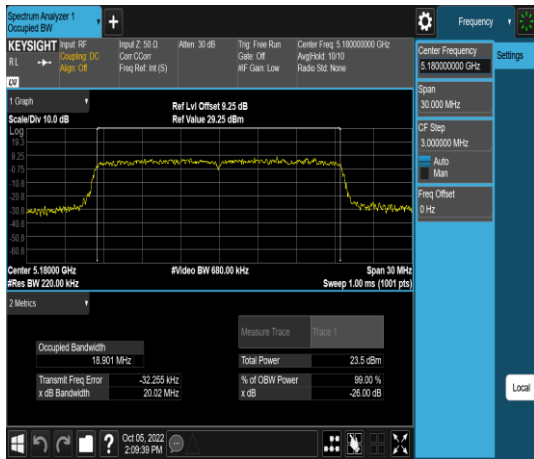 Spectrum Analyzer 1
Occupied BW
+
Frequency
KEYSIGHT
R L
LXI
Input: RF
Coupling: DC
Align: Off
Input Z: 50 Ω
Corr CCorr
Freq Ref: Int (S)
Atten: 30 dB
Trig: Free Run
Gate: Off
#IF Gain: Low
Center Freq: 5.180000000 GHz
Avg|Hold: 10/10
Radio Std: None
Center Frequency
5.180000000 GHz
Settings
Span
30.000 MHz
CF Step
3.000000 MHz
Auto
Man
Freq Offset
0 Hz
Local
1 Graph
Scale/Div 10.0 dB
Ref Lvl Offset 9.25 dB
Ref Value 29.25 dBm
Log
19.3
9.25
-0.75
-10.8
-20.8
-30.8
-40.8
-50.8
-60.8
Center 5.18000 GHz
#Res BW 220.00 kHz
#Video BW 680.00 kHz
Span 30 MHz
Sweep 1.00 ms (1001 pts)
2 Metrics
Measure Trace
Trace 1
Occupied Bandwidth
18.901 MHz
Total Power
23.5 dBm
Transmit Freq Error
-32.255 kHz
% of OBW Power
99.00 %
x dB Bandwidth
20.02 MHz
x dB
-26.00 dB
?
Oct 05, 2022
2:09:39 PM